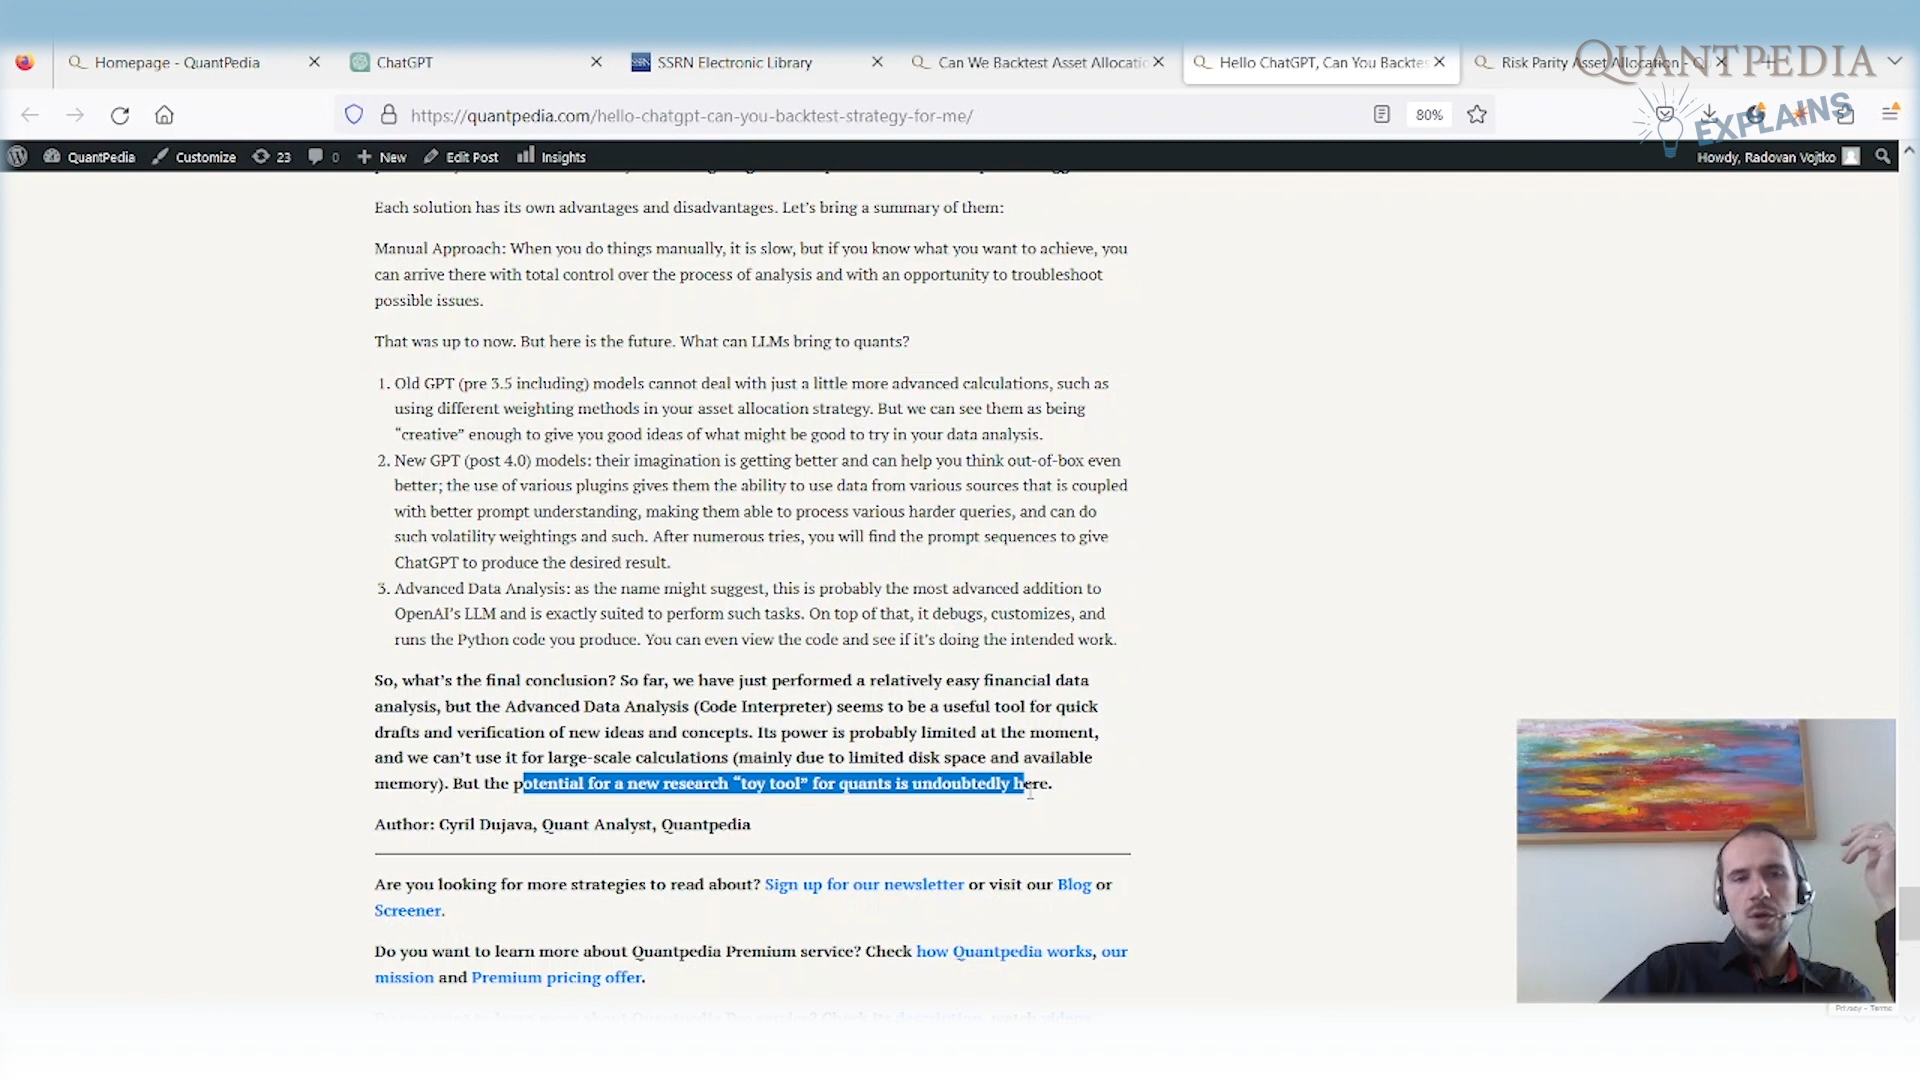 Homepage - QuantPedia
ChatGPT
SSRN Electronic Library
Can We Backtest Asset Allocatio
Hello ChatGPT, Can You Backtes
Risk Parity Asset Allocation - Q
QUANTPEDIA
EXPLAINS
https://quantpedia.com/hello-chatgpt-can-you-backtest-strategy-for-me/
80%
QuantPedia
Customize
23
0
New
Edit Post
Insights
Howdy, Radovan Vojtko
Each solution has its own advantages and disadvantages. Let's bring a summary of them:
Manual Approach: When you do things manually, it is slow, but if you know what you want to achieve, you
can arrive there with total control over the process of analysis and with an opportunity to troubleshoot
possible issues.
That was up to now. But here is the future. What can LLMs bring to quants?
1. Old GPT (pre 3.5 including) models cannot deal with just a little more advanced calculations, such as
using different weighting methods in your asset allocation strategy. But we can see them as being
“creative” enough to give you good ideas of what might be good to try in your data analysis.
2. New GPT (post 4.0) models: their imagination is getting better and can help you think out-of-box even
better; the use of various plugins gives them the ability to use data from various sources that is coupled
with better prompt understanding, making them able to process various harder queries, and can do
such volatility weightings and such. After numerous tries, you will find the prompt sequences to give
ChatGPT to produce the desired result.
3. Advanced Data Analysis: as the name might suggest, this is probably the most advanced addition to
OpenAI's LLM and is exactly suited to perform such tasks. On top of that, it debugs, customizes, and
runs the Python code you produce. You can even view the code and see if it's doing the intended work.
So, what's the final conclusion? So far, we have just performed a relatively easy financial data
analysis, but the Advanced Data Analysis (Code Interpreter) seems to be a useful tool for quick
drafts and verification of new ideas and concepts. Its power is probably limited at the moment,
and we can't use it for large-scale calculations (mainly due to limited disk space and available
memory). But the potential for a new research “toy tool” for quants is undoubtedly here.
Author: Cyril Dujava, Quant Analyst, Quantpedia
Are you looking for more strategies to read about? Sign up for our newsletter or visit our Blog or
Screener.
Do you want to learn more about Quantpedia Premium service? Check how Quantpedia works, our
mission and Premium pricing offer.
Privacy - Terms